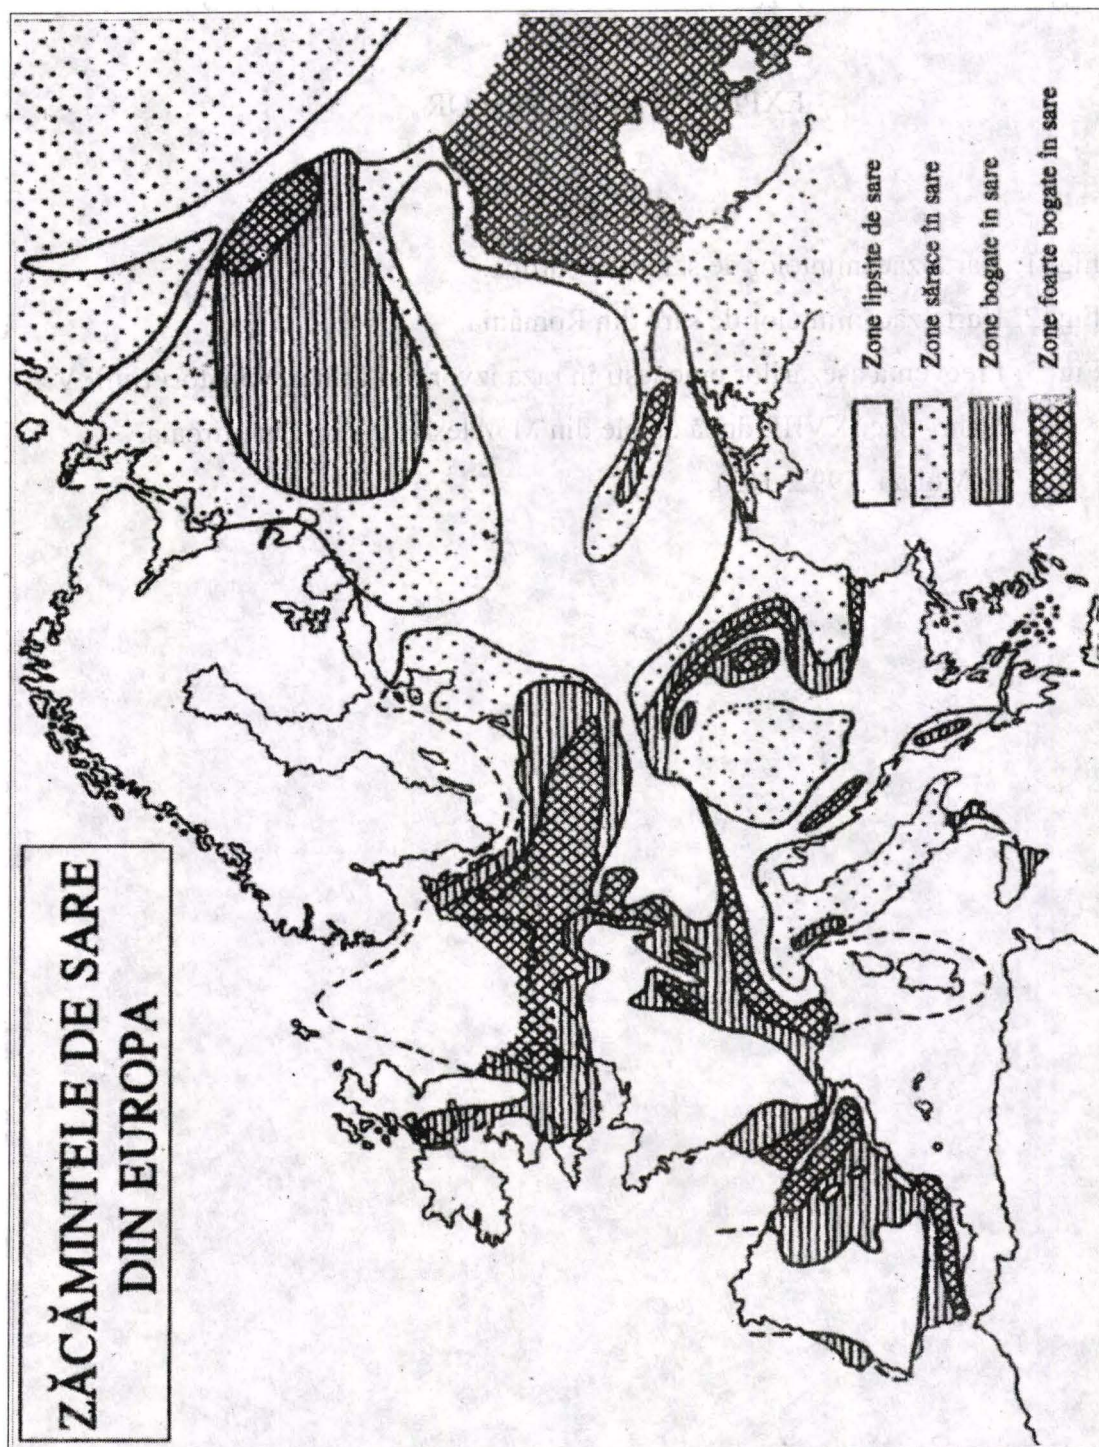 ZĂCĂMINTELE DE SARE
DIN EUROPA
Zone lipsite de sare
Zone sărace în sare
Zone bogate în sare
Zone foarte bogate in sare